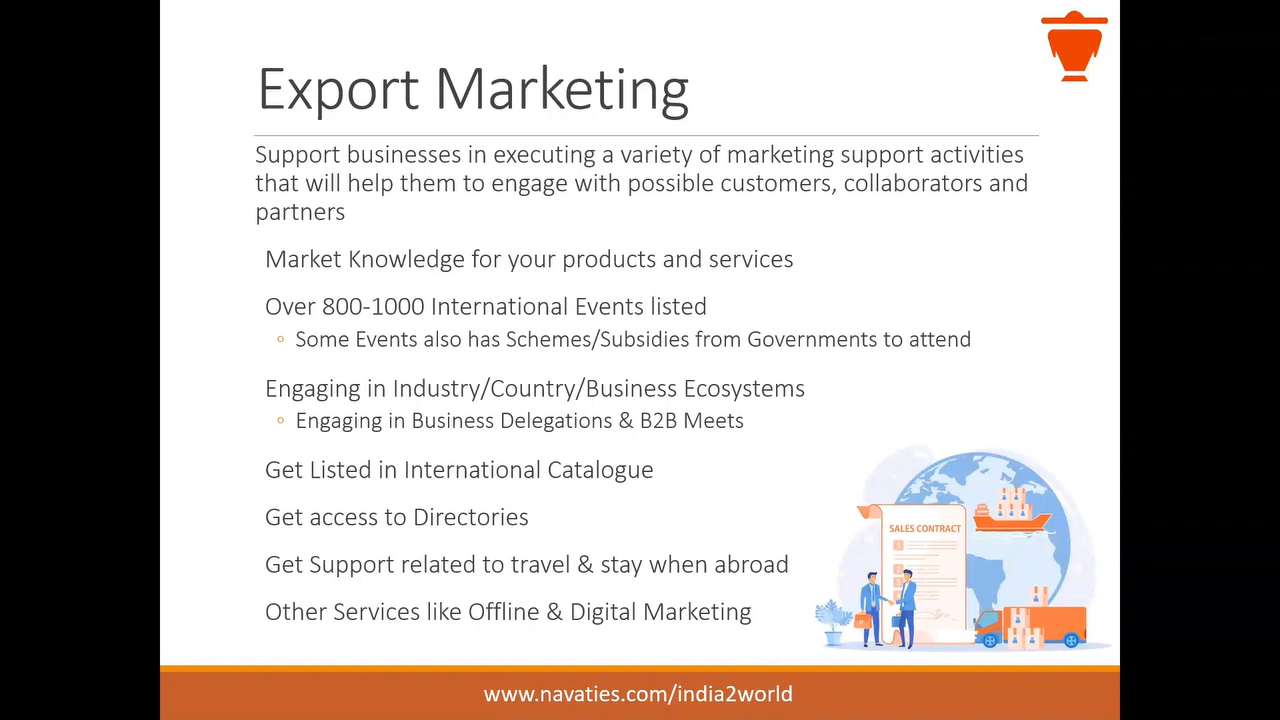 Export Marketing
Support businesses in executing a variety of marketing support activities
that will help them to engage with possible customers, collaborators and
partners
Market Knowledge for your products and services
Over 800-1000 International Events listed
Some Events also has Schemes/Subsidies from Governments to attend
Engaging in Industry/Country/Business Ecosystems
Engaging in Business Delegations & B2B Meets
Get Listed in International Catalogue
Get access to Directories
Get Support related to travel & stay when abroad
Other Services like Offline & Digital Marketing
SALES CONTRACT
1
2
www.navaties.com/india2world